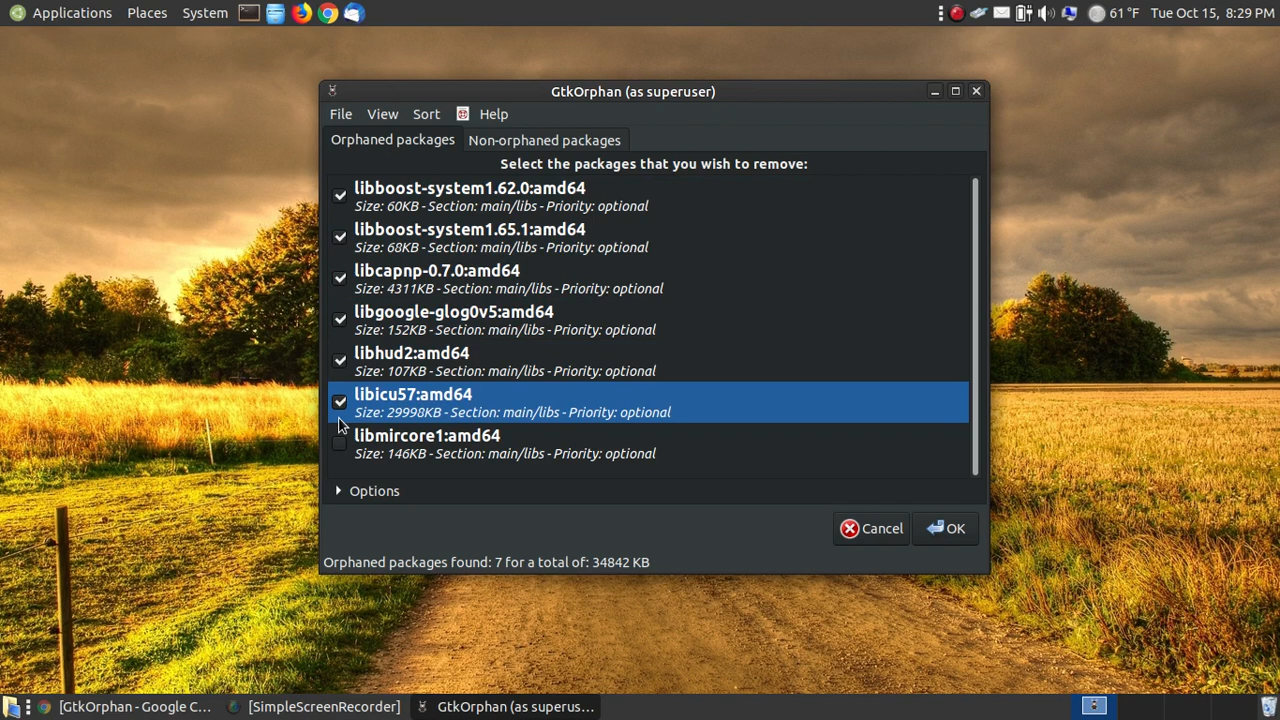 Applications Places System 61 °F Tue Oct 15, 8:29 PM
GtkOrphan (as superuser)
File View Sort Help
Orphaned packages Non-orphaned packages
Select the packages that you wish to remove:
libboost-system1.62.0:amd64
Size: 60KB - Section: main/libs - Priority: optional
libboost-system1.65.1:amd64
Size: 68KB - Section: main/libs - Priority: optional
libcapnp-0.7.0:amd64
Size: 4311KB - Section: main/libs - Priority: optional
libgoogle-glog0v5:amd64
Size: 152KB - Section: main/libs - Priority: optional
libhud2:amd64
Size: 107KB - Section: main/libs - Priority: optional
libicu57:amd64
Size: 29998KB - Section: main/libs - Priority: optional
libmircore1:amd64
Size: 146KB - Section: main/libs - Priority: optional
Options
Cancel OK
Orphaned packages found: 7 for a total of: 34842 KB
[GtkOrphan - Google C... [SimpleScreenRecorder] GtkOrphan (as superus...